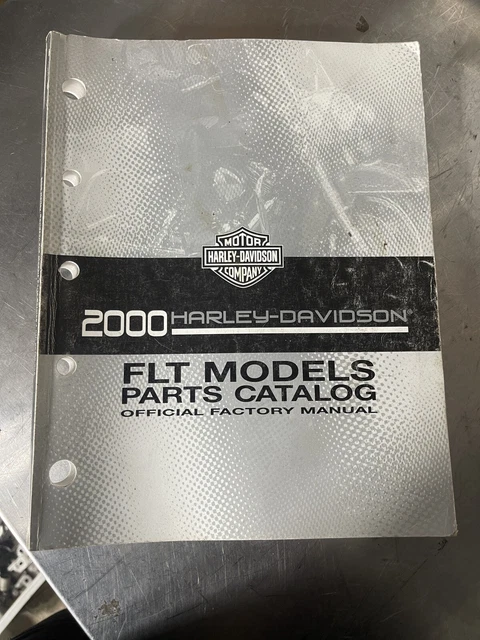 MOTOR
HARLEY-DAVIDSON
COMPANY
2000 HARLEY-DAVIDSON
FLT MODELS
PARTS CATALOG
OFFICIAL FACTORY MANUAL